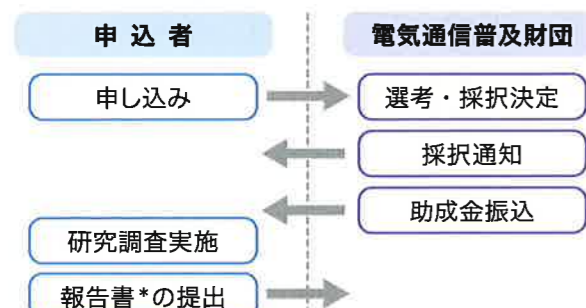 申込者
電気通信普及財団
申し込み
選考・採択決定
採択通知
助成金振込
研究調査実施
報告書*の提出